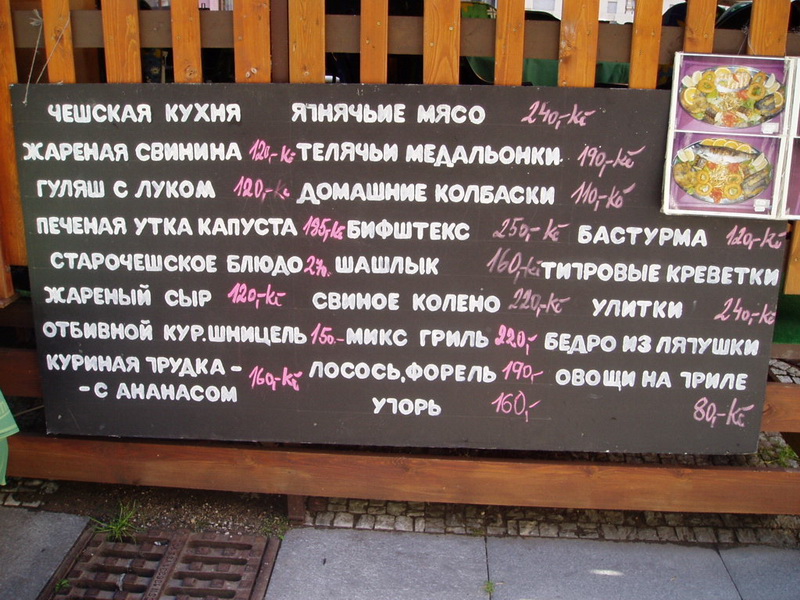 ЧЕШСКАЯ КУХНЯ
ЖАРЕНАЯ СВИНИНА 120,-Kč
ГУЛЯШ С ЛУКОМ 120,-Kč
ПЕЧЕНАЯ УТКА КАПУСТА 185,-Kč
СТАРОЧЕШСКОЕ БЛЮДО
ЖАРЕНЫЙ СЫР 120,-Kč
ОТБИВНОЙ КУР.ШНИЦЕЛЬ 150.-
КУРИНАЯ ГРУДКА -
- С АНАНАСОМ 160,-Kč
ЯГНЯЧЬИЕ МЯСО 240,-Kč
ТЕЛЯЧЬИ МЕДАЛЬОНКИ 190,-Kč
ДОМАШНИЕ КОЛБАСКИ 110,-Kč
БИФШТЕКС 250,-Kč
ШАШЛЫК 160,-Kč
СВИНОЕ КОЛЕНО 220,-Kč
МИКС ГРИЛЬ 220,-
ЛОСОСЬ,ФОРЕЛЬ 190,-
УГОРЬ 160,-
БАСТУРМА 120,-Kč
ТИГРОВЫЕ КРЕВЕТКИ
УЛИТКИ 240,-Kč
БЕДРО ИЗ ЛЯГУШКИ
ОВОЩИ НА ГРИЛЕ
80,-Kč